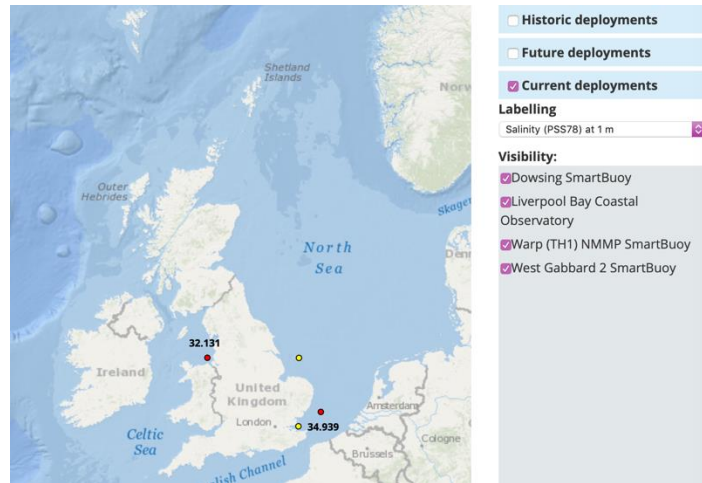 Shetland
Islands
Outer
Hebrides
North
Sea
32.131
Ireland
United
Kingdom
London
34.939
Amsterdam
Brussels
Cologne
Celtic
Sea
lish Channel
Skager
Norw
Den
Historic deployments
Future deployments
Current deployments
Labelling
Salinity (PSS78) at 1 m
Visibility:
Dowsing SmartBuoy
Liverpool Bay Coastal
Observatory
Warp (TH1) NMMP SmartBuoy
West Gabbard 2 SmartBuoy